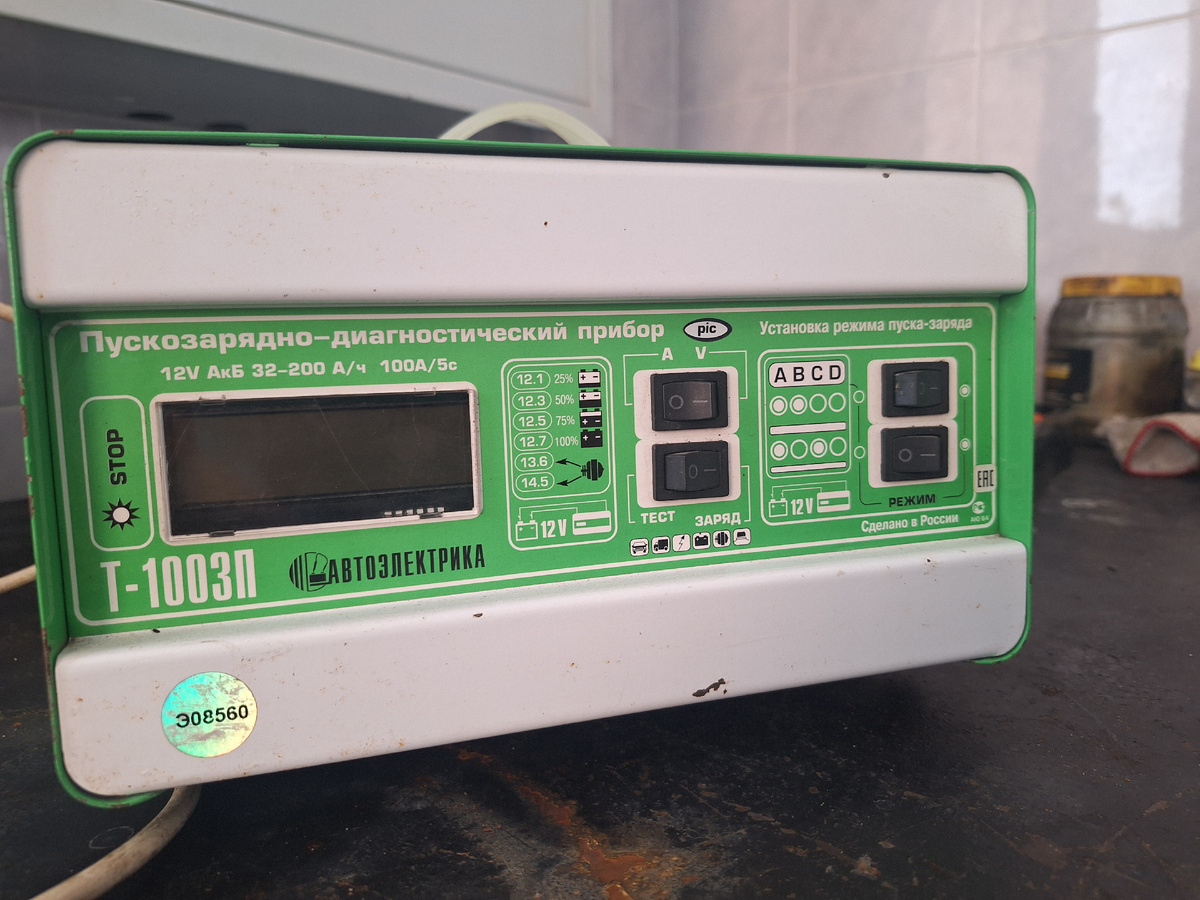 Пускозарядно-диагностический прибор
pic
Установка режима пуска-заряда
12V АкБ 32-200 А/ч 100А/5с
STOP
12.1 25%
12.3 50%
12.5 75%
12.7 100%
13.6
14.5
12V
A V
ТЕСТ ЗАРЯД
A B C D
12V
РЕЖИМ
EAC
Сделано в России
Т-1003П
АВТОЭЛЕКТРИКА
Э08560